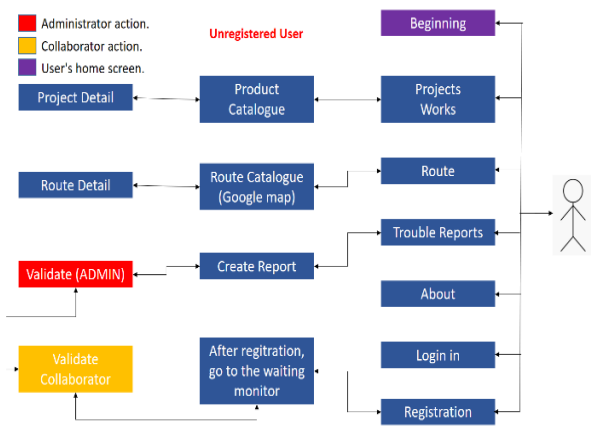 Administrator action.
Collaborator action.
User's home screen.
Unregistered User
Beginning
Project Detail
Product
Catalogue
Projects
Works
Route Detail
Route Catalogue
(Google map)
Route
Trouble Reports
Validate (ADMIN)
Create Report
About
Validate
Collaborator
After regitration,
go to the waiting
monitor
Login in
Registration